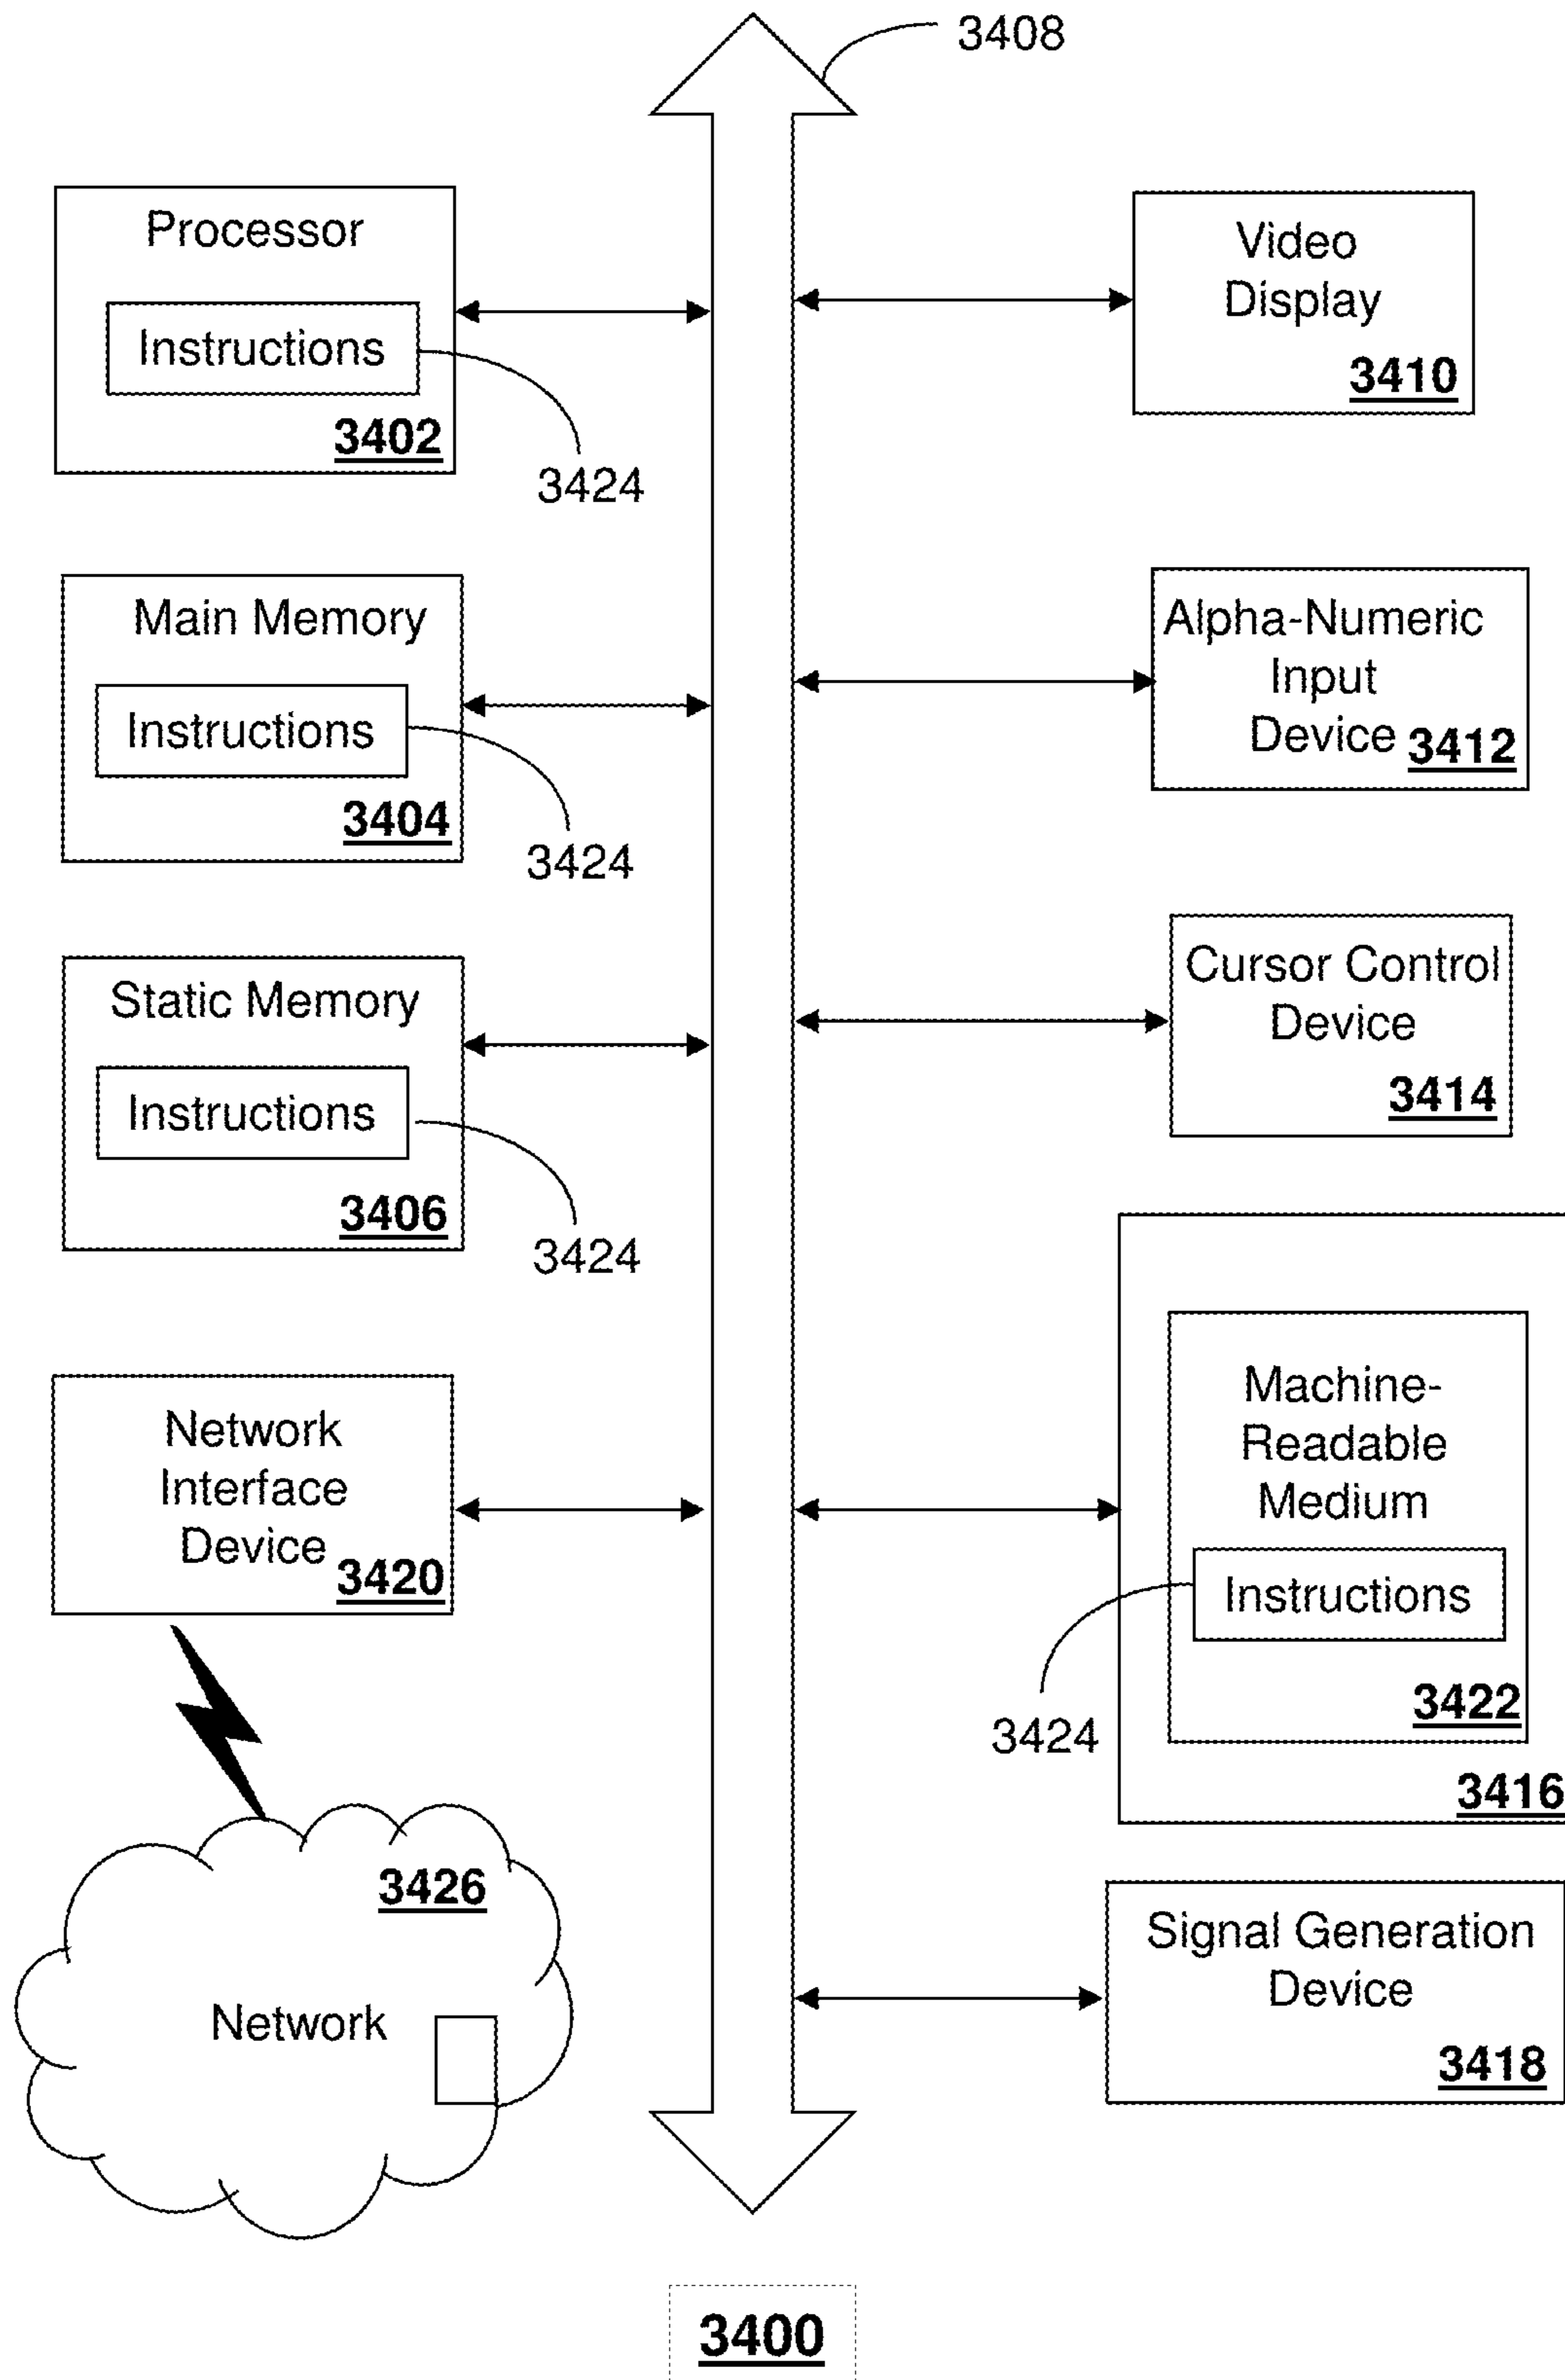 3408
Processor
Instructions
3402
3424
Main Memory
Instructions
3404
3424
Static Memory
Instructions
3406
3424
Network
Interface
Device
3420
3426
Network
Video
Display
3410
Alpha-Numeric
Input
Device
3412
Cursor Control
Device
3414
Machine-
Readable
Medium
Instructions
3422
3424
3416
Signal Generation
Device
3418
3400